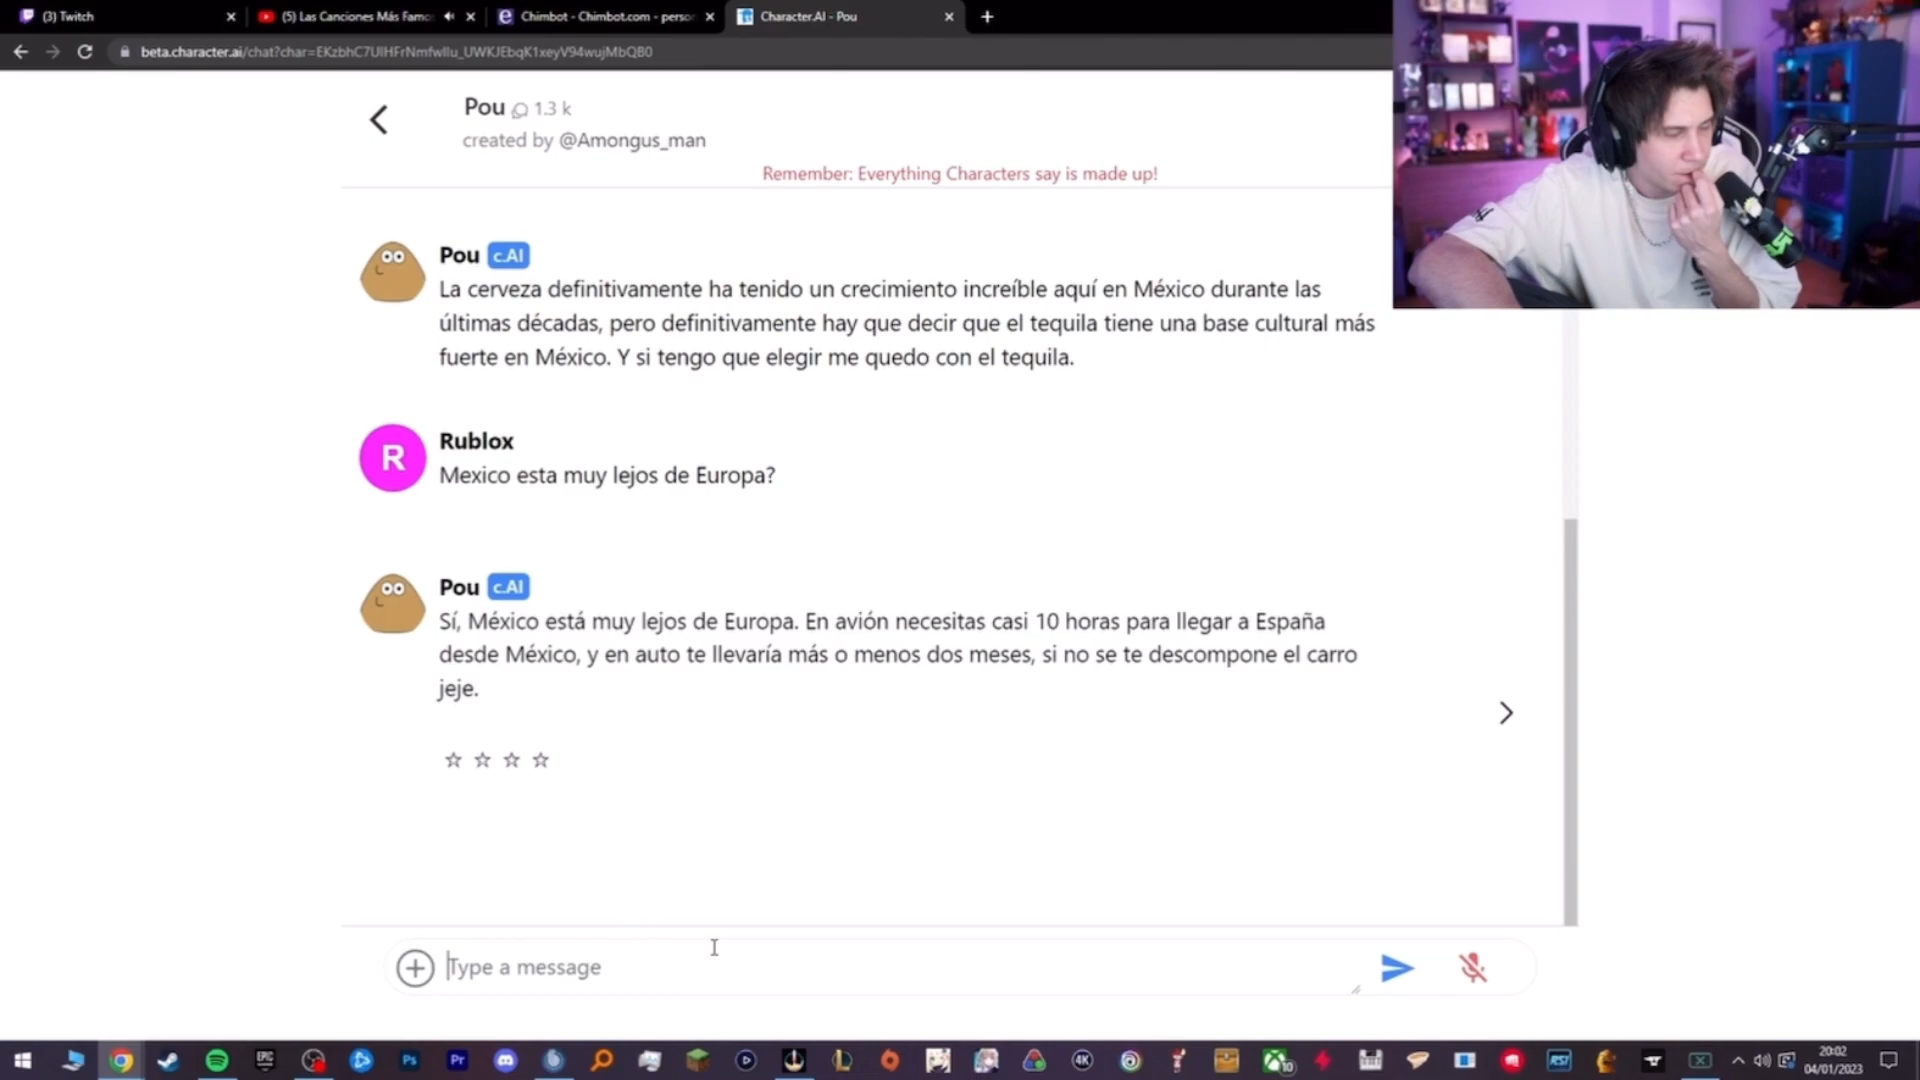 (3) Twitch
(5) Las Canciones Más Famo
Chimbot - Chimbot.com - perso
Character.AI - Pou
Pou 1.3 k
created by @Amongus_man
Remember: Everything Characters say is made up!
Pou c.AI
La cerveza definitivamente ha tenido un crecimiento increíble aquí en México durante las
últimas décadas, pero definitivamente hay que decir que el tequila tiene una base cultural más
fuerte en México. Y si tengo que elegir me quedo con el tequila.
R
Rublox
Mexico esta muy lejos de Europa?
Pou c.AI
Sí, México está muy lejos de Europa. En avión necesitas casi 10 horas para llegar a España
desde México, y en auto te llevaría más o menos dos meses, si no se te descompone el carro
jeje.
Type a message
EPIC
Ps
Pr
4K
10
RSI
20:02
04/01/2023